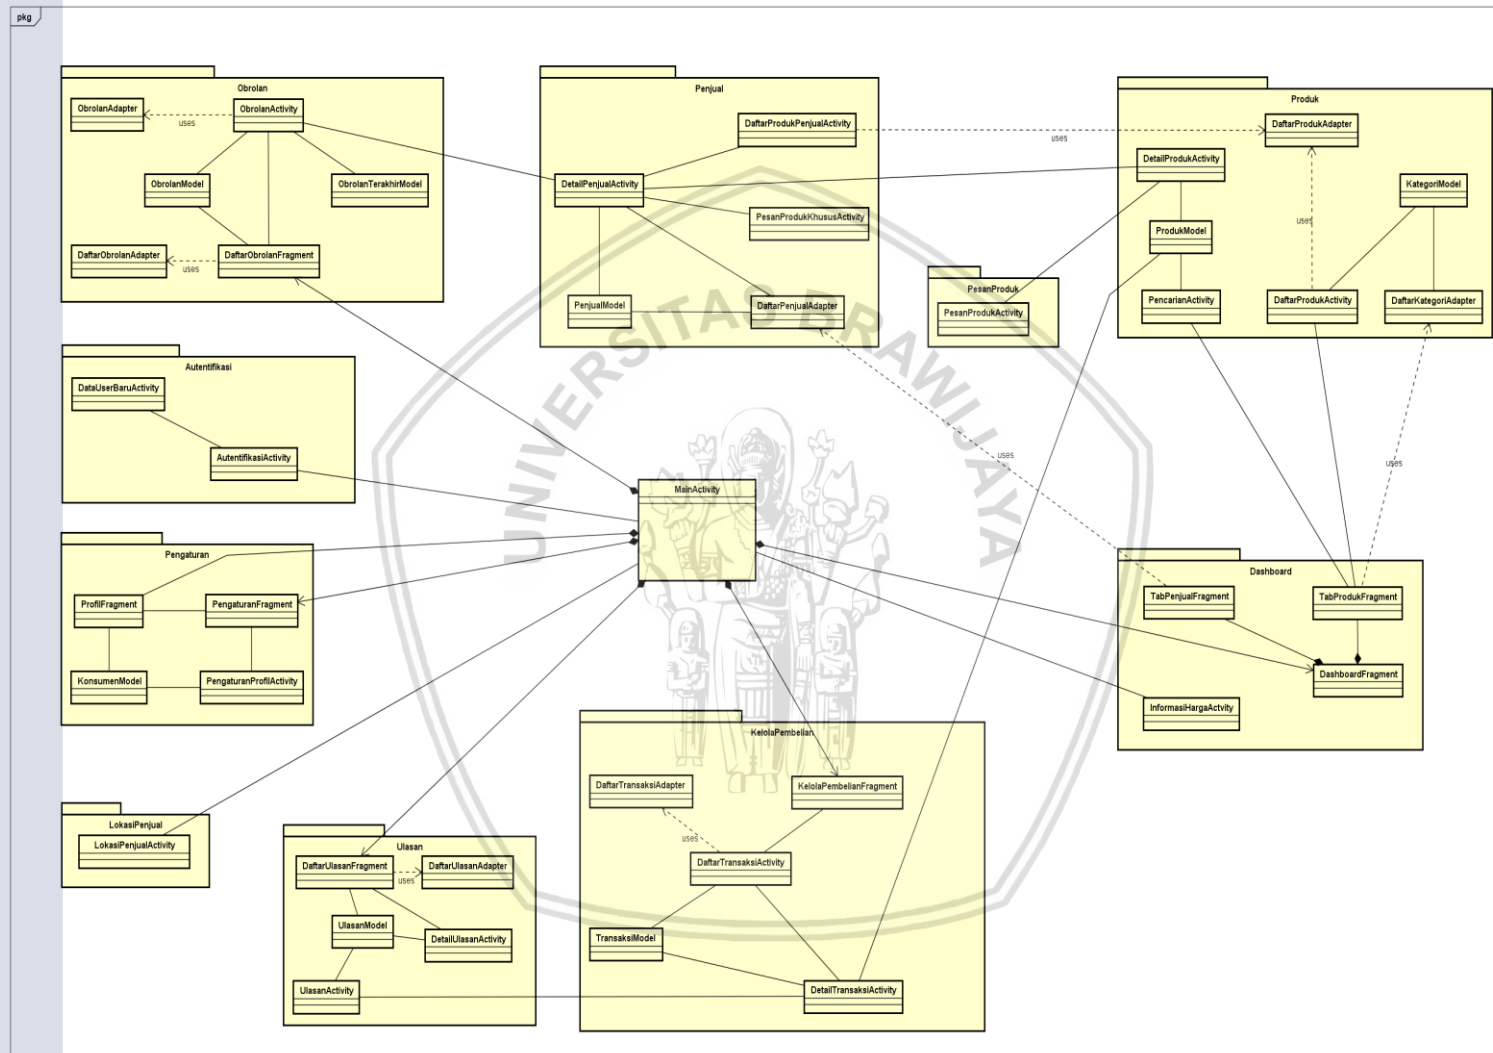 pkg
Obrolan
ObrolanAdapter
uses
ObrolanActivity
ObrolanModel
ObrolanTerakhirModel
DaftarObrolanAdapter
uses
DaftarObrolanFragment
Penjual
DaftarProdukPenjualActivity
DetailPenjualActivity
PesanProdukKhususActivity
PenjualModel
DaftarPenjualAdapter
uses
Produk
DaftarProdukAdapter
DetailProdukActivity
KategoriModel
ProdukModel
uses
PencarianActivity
DaftarProdukActivity
DaftarKategoriAdapter
PesanProduk
PesanProdukActivity
Autentifikasi
DataUserBaruActivity
AutentifikasiActivity
uses
uses
MainActivity
Pengaturan
ProfilFragment
PengaturanFragment
KonsumenModel
PengaturanProfilActivity
Dashboard
TabPenjualFragment
TabProdukFragment
DashboardFragment
InformasiHargaActvity
LokasiPenjual
LokasiPenjualActivity
Ulasan
DaftarUlasanFragment
uses
DaftarUlasanAdapter
UlasanModel
DetailUlasanActivity
UlasanActivity
KelolaPembelian
DaftarTransaksiAdapter
KelolaPembelianFragment
uses
DaftarTransaksiActivity
TransaksiModel
DetailTransaksiActivity
UNIVERSITAS BRAWIJAYA